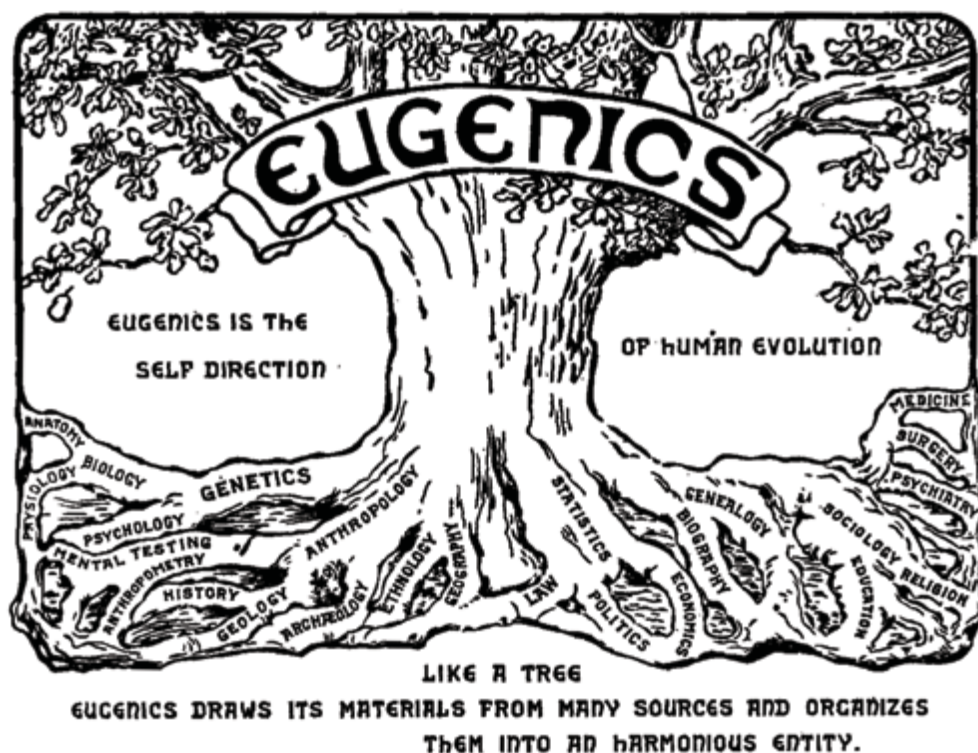 EUGENICS
EUGENICS IS THE
SELF DIRECTION
OF HUMAN EVOLUTION
ANATOMY
BIOLOGY
PHYSIOLOGY
GENETICS
PSYCHOLOGY
MENTAL TESTING
ANTHROPOMETRY
HISTORY
GEOLOGY
ANTHROPOLOGY
ARCHÆOLOGY
ETHNOLOGY
GEOGRAPHY
LAW
STATISTICS
POLITICS
ECONOMICS
BIOGRAPHY
GENEALOGY
EDUCATION
SOCIOLOGY
RELIGION
PSYCHIATRY
SURGERY
MEDICINE
LIKE A TREE
EUGENICS DRAWS ITS MATERIALS FROM MANY SOURCES AND ORGANIZES
THEM INTO AN HARMONIOUS ENTITY.